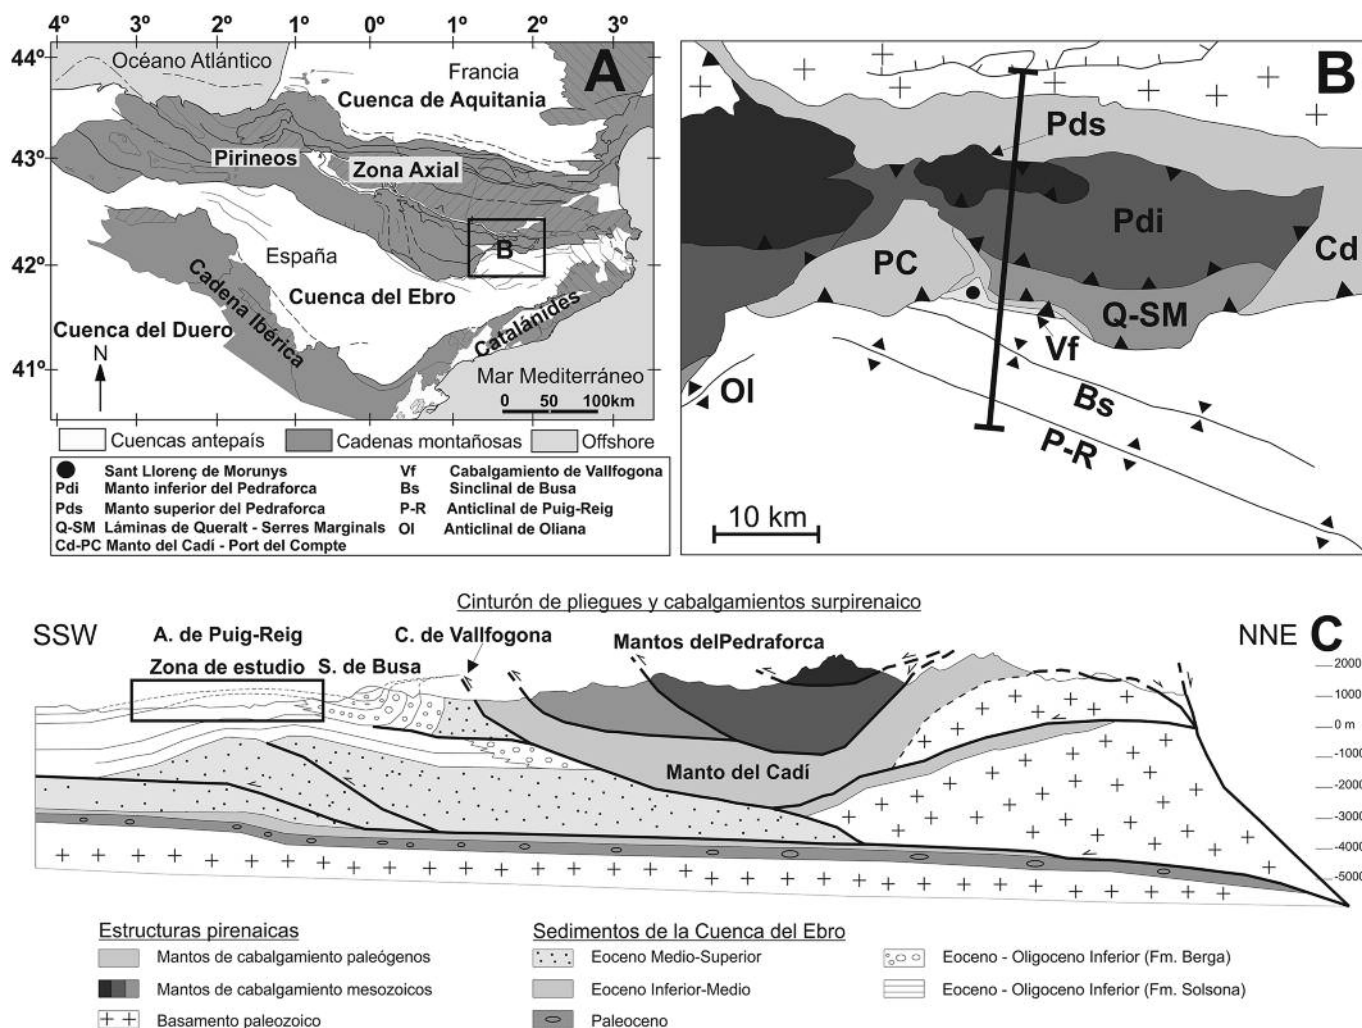 4º 3º 2º 1º 0º 1º 2º 3º
44º
43º
42º
41º
Océano Atlántico
Francia
A
Cuenca de Aquitania
Pirineos
Zona Axial
España
B
Cuenca del Ebro
Cadena Ibérica
Catalánides
Cuenca del Duero
N
Mar Mediterráneo
0 50 100km
Cuencas antepaís Cadenas montañosas Offshore
Sant Llorenç de Morunys Vf Cabalgamiento de Vallfogona
Pdi Manto inferior del Pedraforca Bs Sinclinal de Busa
Pds Manto superior del Pedraforca P-R Anticlinal de Puig-Reig
Q-SM Láminas de Queralt - Serres Marginals Ol Anticlinal de Oliana
Cd-PC Manto del Cadí - Port del Compte
B
Pds
Pdi
PC
Cd
Q-SM
Vf
Ol
Bs
P-R
10 km
Cinturón de pliegues y cabalgamientos surpirenaico
SSW
A. de Puig-Reig
C. de Vallfogona
Mantos delPedraforca
NNE C
Zona de estudio
S. de Busa
2000
1000
0 m
-1000
-2000
-3000
-4000
-5000
Manto del Cadí
Estructuras pirenaicas
Mantos de cabalgamiento paleógenos
Mantos de cabalgamiento mesozoicos
Basamento paleozoico
Sedimentos de la Cuenca del Ebro
Eoceno Medio-Superior
Eoceno Inferior-Medio
Paleoceno
Eoceno - Oligoceno Inferior (Fm. Berga)
Eoceno - Oligoceno Inferior (Fm. Solsona)